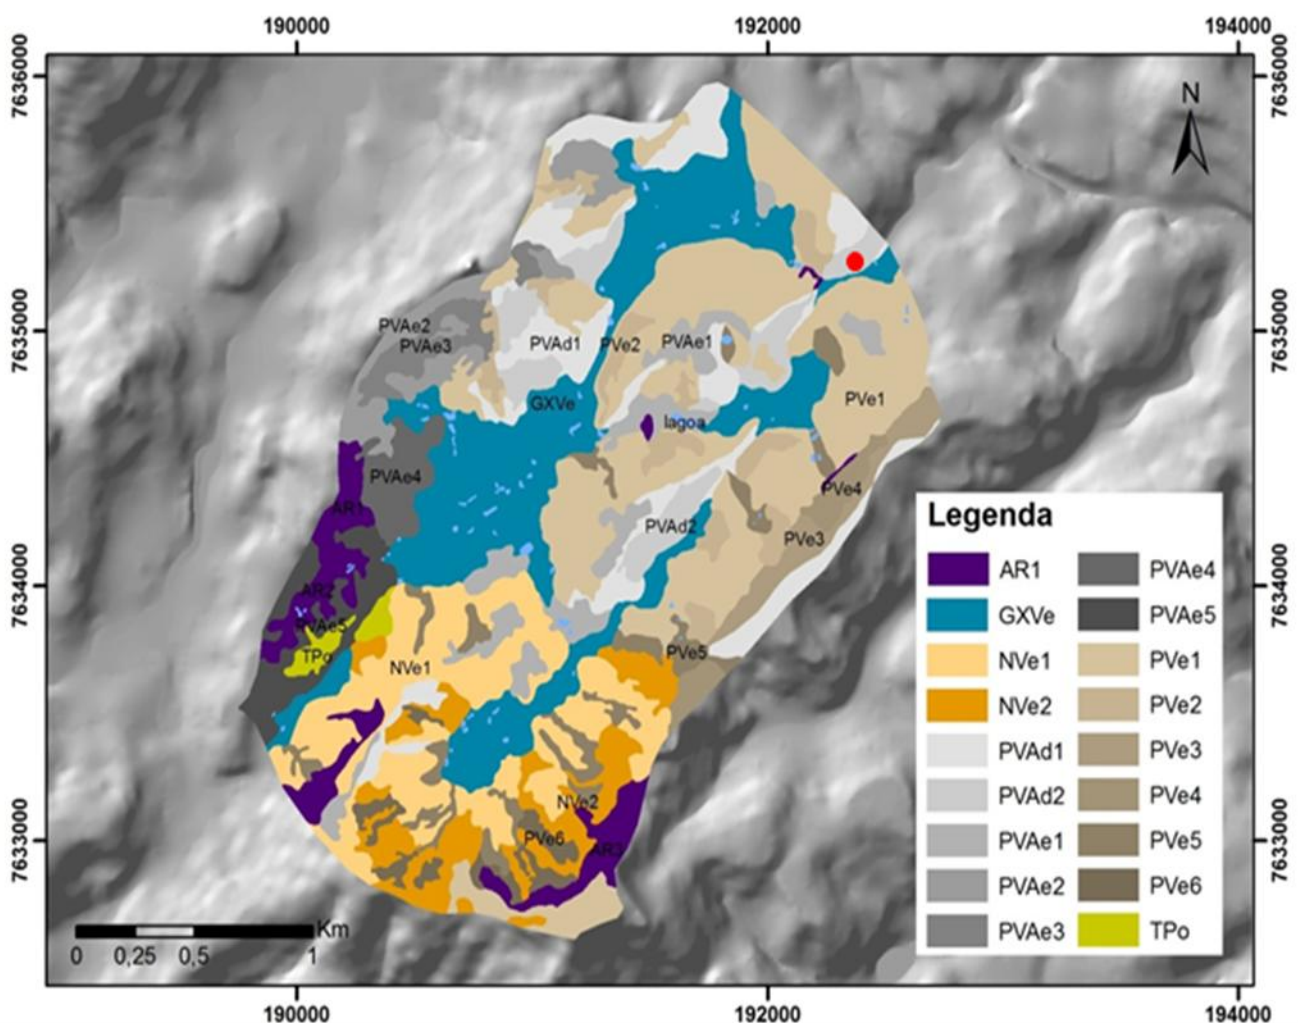 190000
192000
194000
N
7636000
7636000
7635000
7635000
7634000
7634000
7633000
7633000
PVAe2
PVAe3
PVAd1
PVe2
PVAe1
GXVe
lagoa
PVe1
PVAe4
PVe4
AR1
PVAd2
PVe3
AR2
PVAe5
TPo
NVe1
PVe5
NVe2
PVe6
AR3
Legenda
AR1
PVAe4
GXVe
PVAe5
NVe1
PVe1
NVe2
PVe2
PVAd1
PVe3
PVAd2
PVe4
PVAe1
PVe5
PVAe2
PVe6
PVAe3
TPo
Km
0 0,25 0,5 1
190000
192000
194000